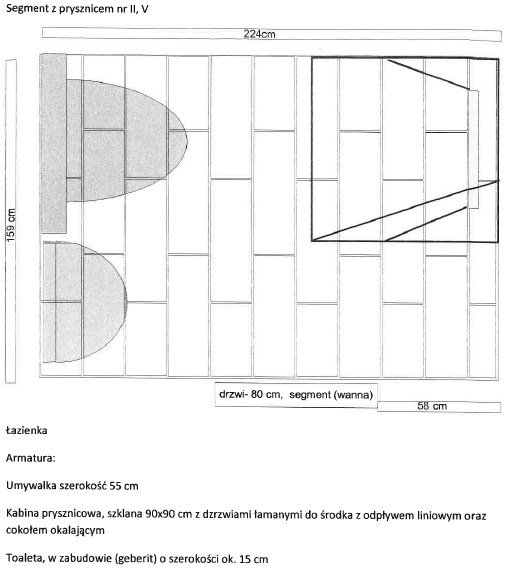 Segment z prysznicem nr II, V
224cm
159 cm
drzwi- 80 cm, segment (wanna)
58 cm
Łazienka
Armatura:
Umywalka szerokość 55 cm
Kabina prysznicowa, szklana 90x90 cm z dzrzwiami łamanymi do środka z odpływem liniowym oraz
cokołem okalającym
Toaleta, w zabudowie (geberit) o szerokości ok. 15 cm